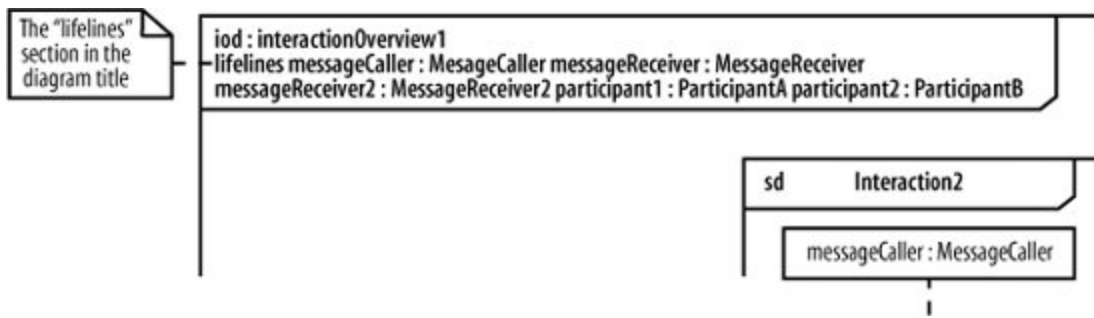 The “lifelines”
section in the
diagram title
iod : interactionOverview1
lifelines messageCaller : MesageCaller messageReceiver : MessageReceiver
messageReceiver2 : MessageReceiver2 participant1 : ParticipantA participant2 : ParticipantB
sd Interaction2
messageCaller : MessageCaller